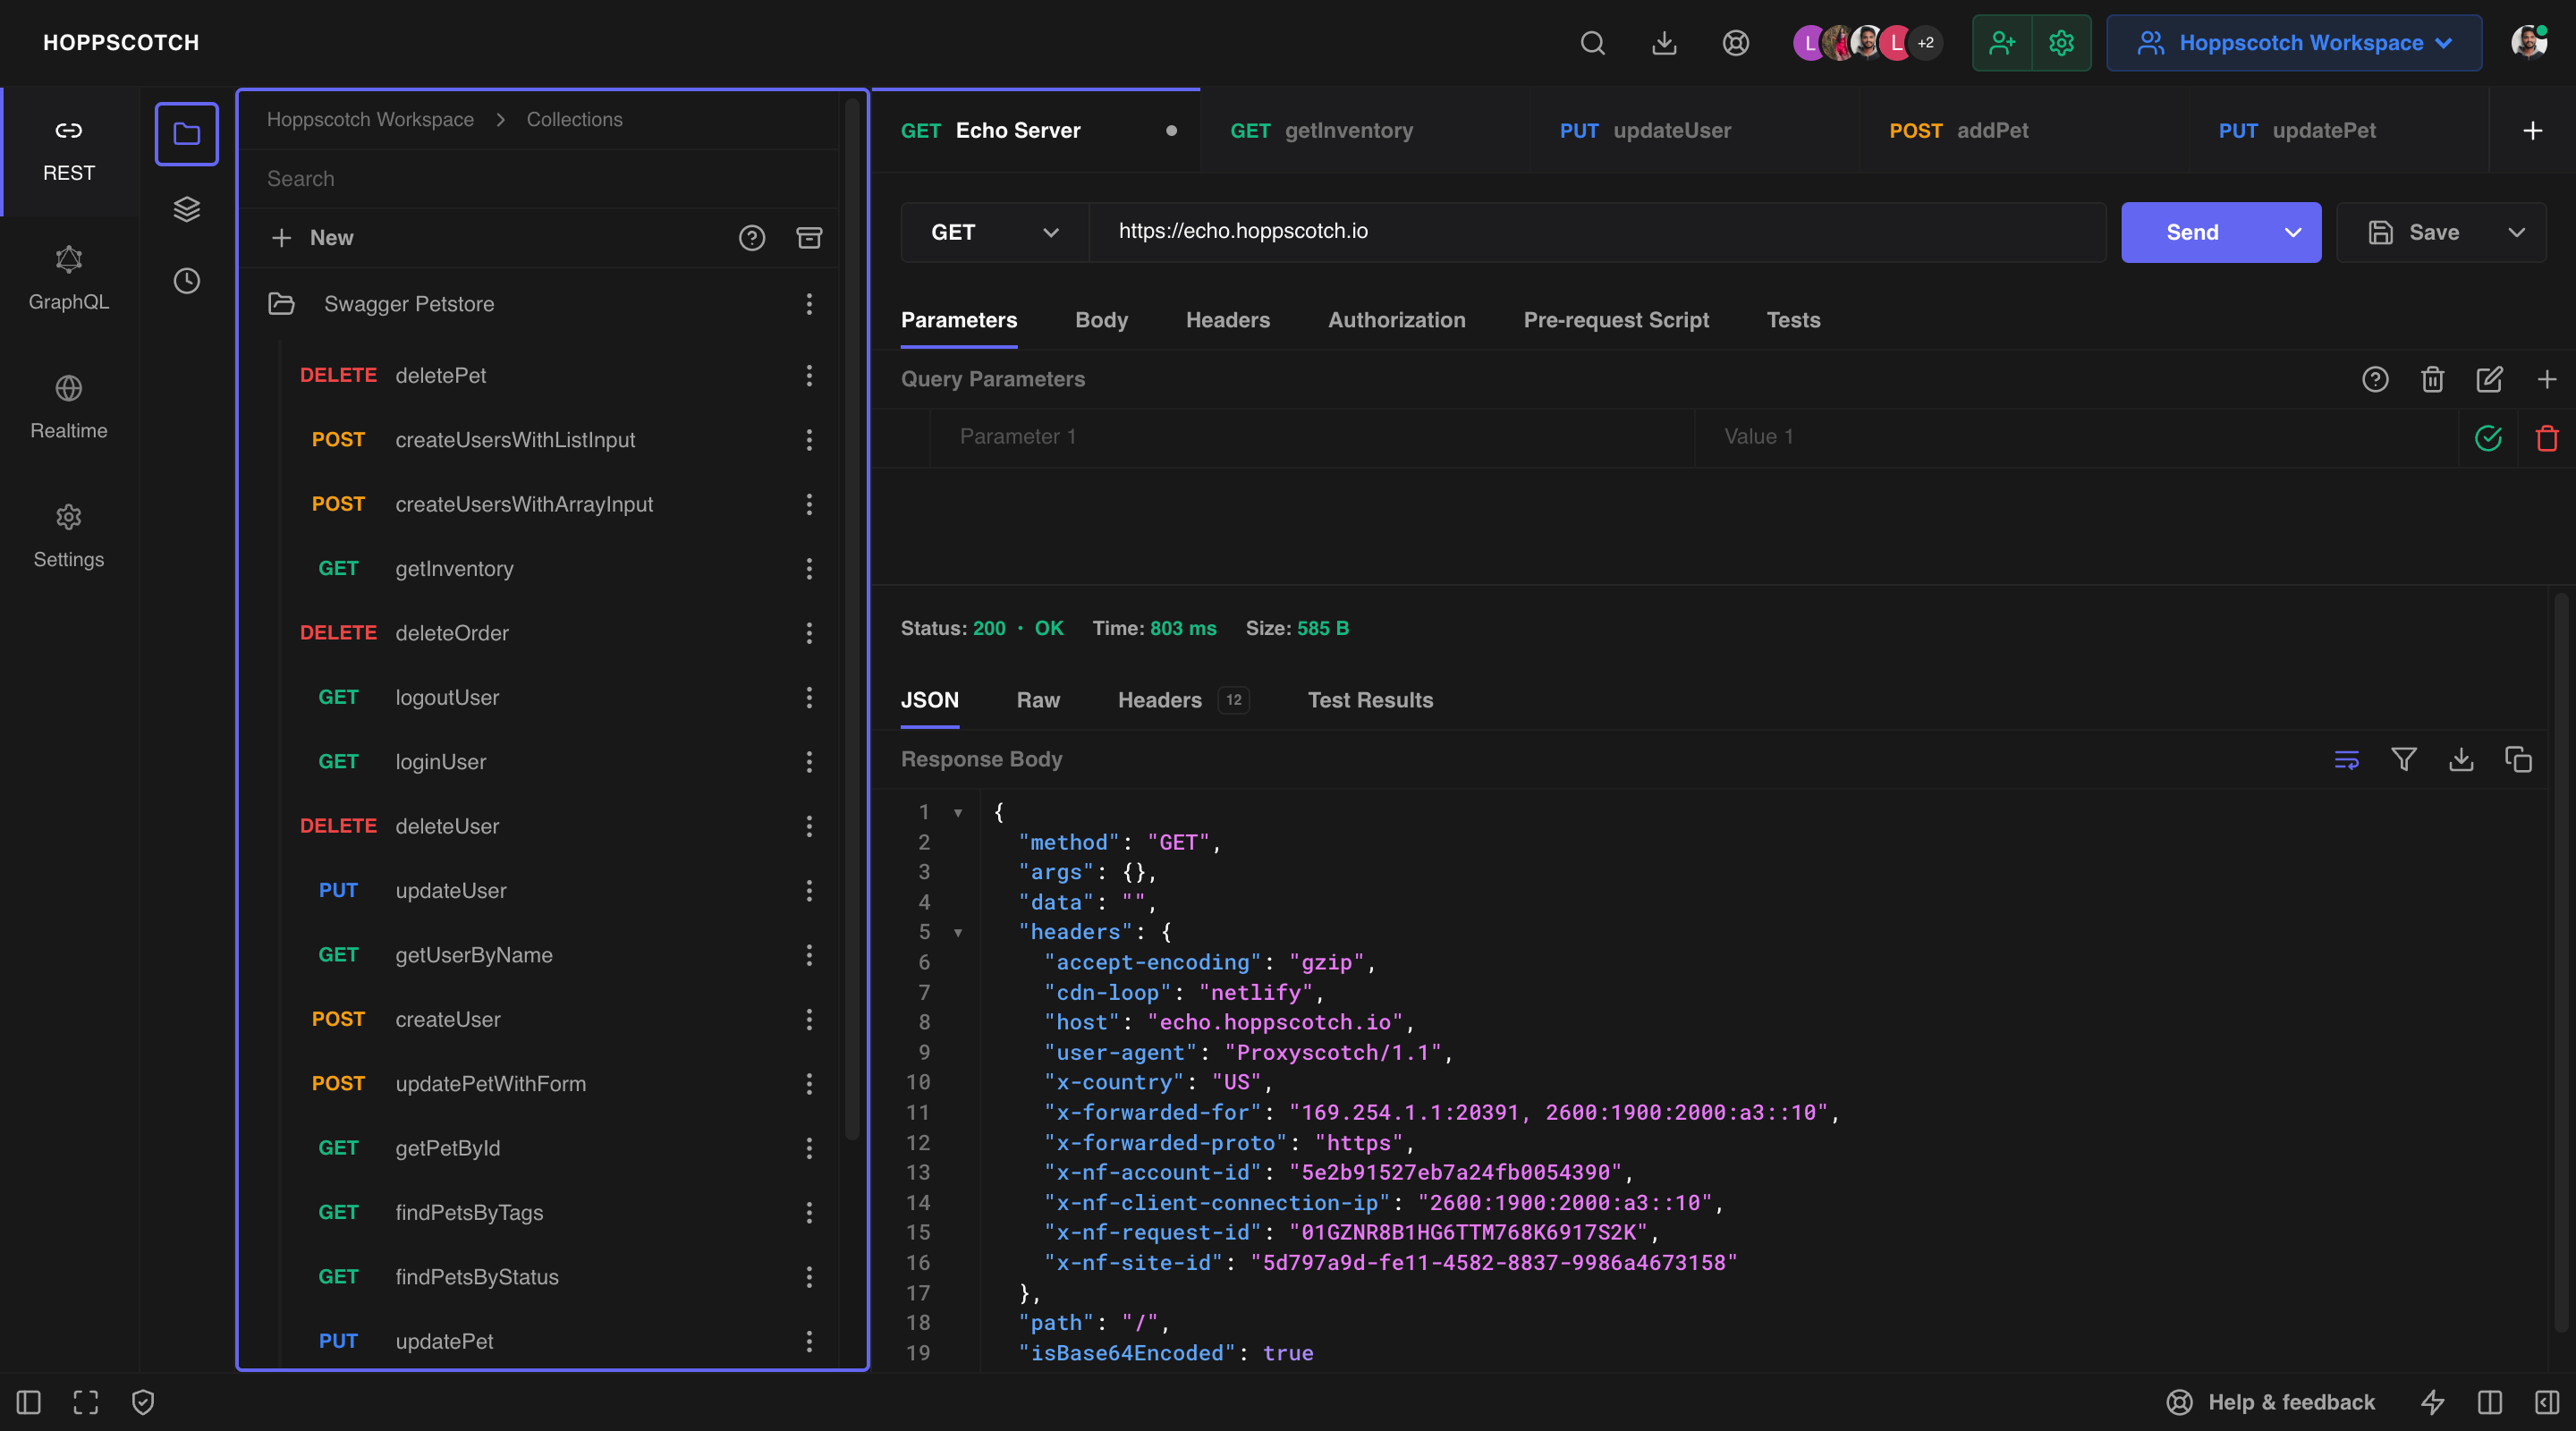 HOPPSCOTCH
L
L
+2
Hoppscotch Workspace
REST
GraphQL
Realtime
Settings
Hoppscotch Workspace > Collections
Search
New
Swagger Petstore
DELETE deletePet
POST createUsersWithListInput
POST createUsersWithArrayInput
GET getInventory
DELETE deleteOrder
GET logoutUser
GET loginUser
DELETE deleteUser
PUT updateUser
GET getUserByName
POST createUser
POST updatePetWithForm
GET getPetById
GET findPetsByTags
GET findPetsByStatus
PUT updatePet
GET Echo Server
GET getInventory
PUT updateUser
POST addPet
PUT updatePet
GET
https://echo.hoppscotch.io
Send
Save
Parameters Body Headers Authorization Pre-request Script Tests
Query Parameters
Parameter 1 Value 1
Status: 200 • OK Time: 803 ms Size: 585 B
JSON Raw Headers 12 Test Results
Response Body
1 {
2 "method": "GET",
3 "args": {},
4 "data": "",
5 "headers": {
6 "accept-encoding": "gzip",
7 "cdn-loop": "netlify",
8 "host": "echo.hoppscotch.io",
9 "user-agent": "Proxyscotch/1.1",
10 "x-country": "US",
11 "x-forwarded-for": "169.254.1.1:20391, 2600:1900:2000:a3::10",
12 "x-forwarded-proto": "https",
13 "x-nf-account-id": "5e2b91527eb7a24fb0054390",
14 "x-nf-client-connection-ip": "2600:1900:2000:a3::10",
15 "x-nf-request-id": "01GZNR8B1HG6TTM768K6917S2K",
16 "x-nf-site-id": "5d797a9d-fe11-4582-8837-9986a4673158"
17 },
18 "path": "/",
19 "isBase64Encoded": true
Help & feedback